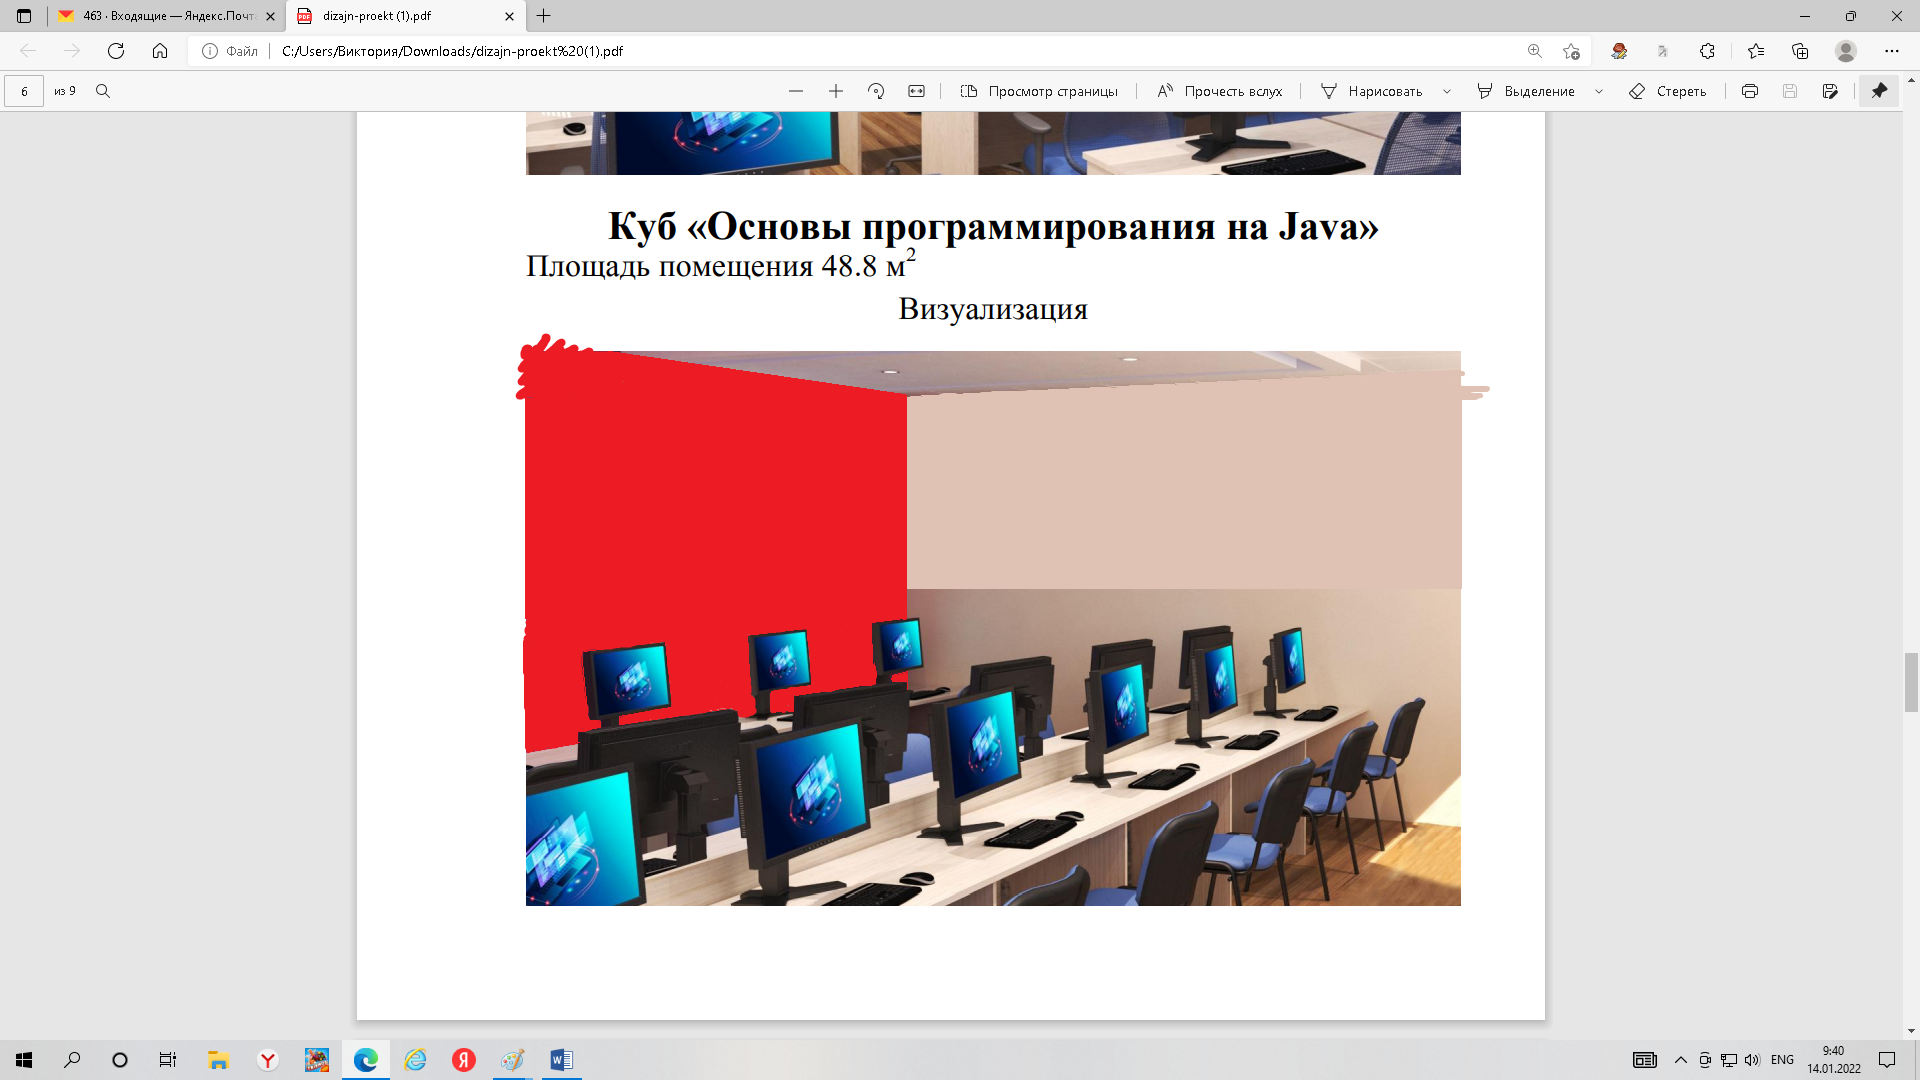 463 · Входящие — Яндекс.Почта
dizajn-proekt (1).pdf
Файл
C:/Users/Виктория/Downloads/dizajn-proekt%20(1).pdf
6 из 9
Просмотр страницы
Прочесть вслух
Нарисовать
Выделение
Стереть
Куб «Основы программирования на Java»
Площадь помещения 48.8 м²
Визуализация
ENG
9:40
14.01.2022